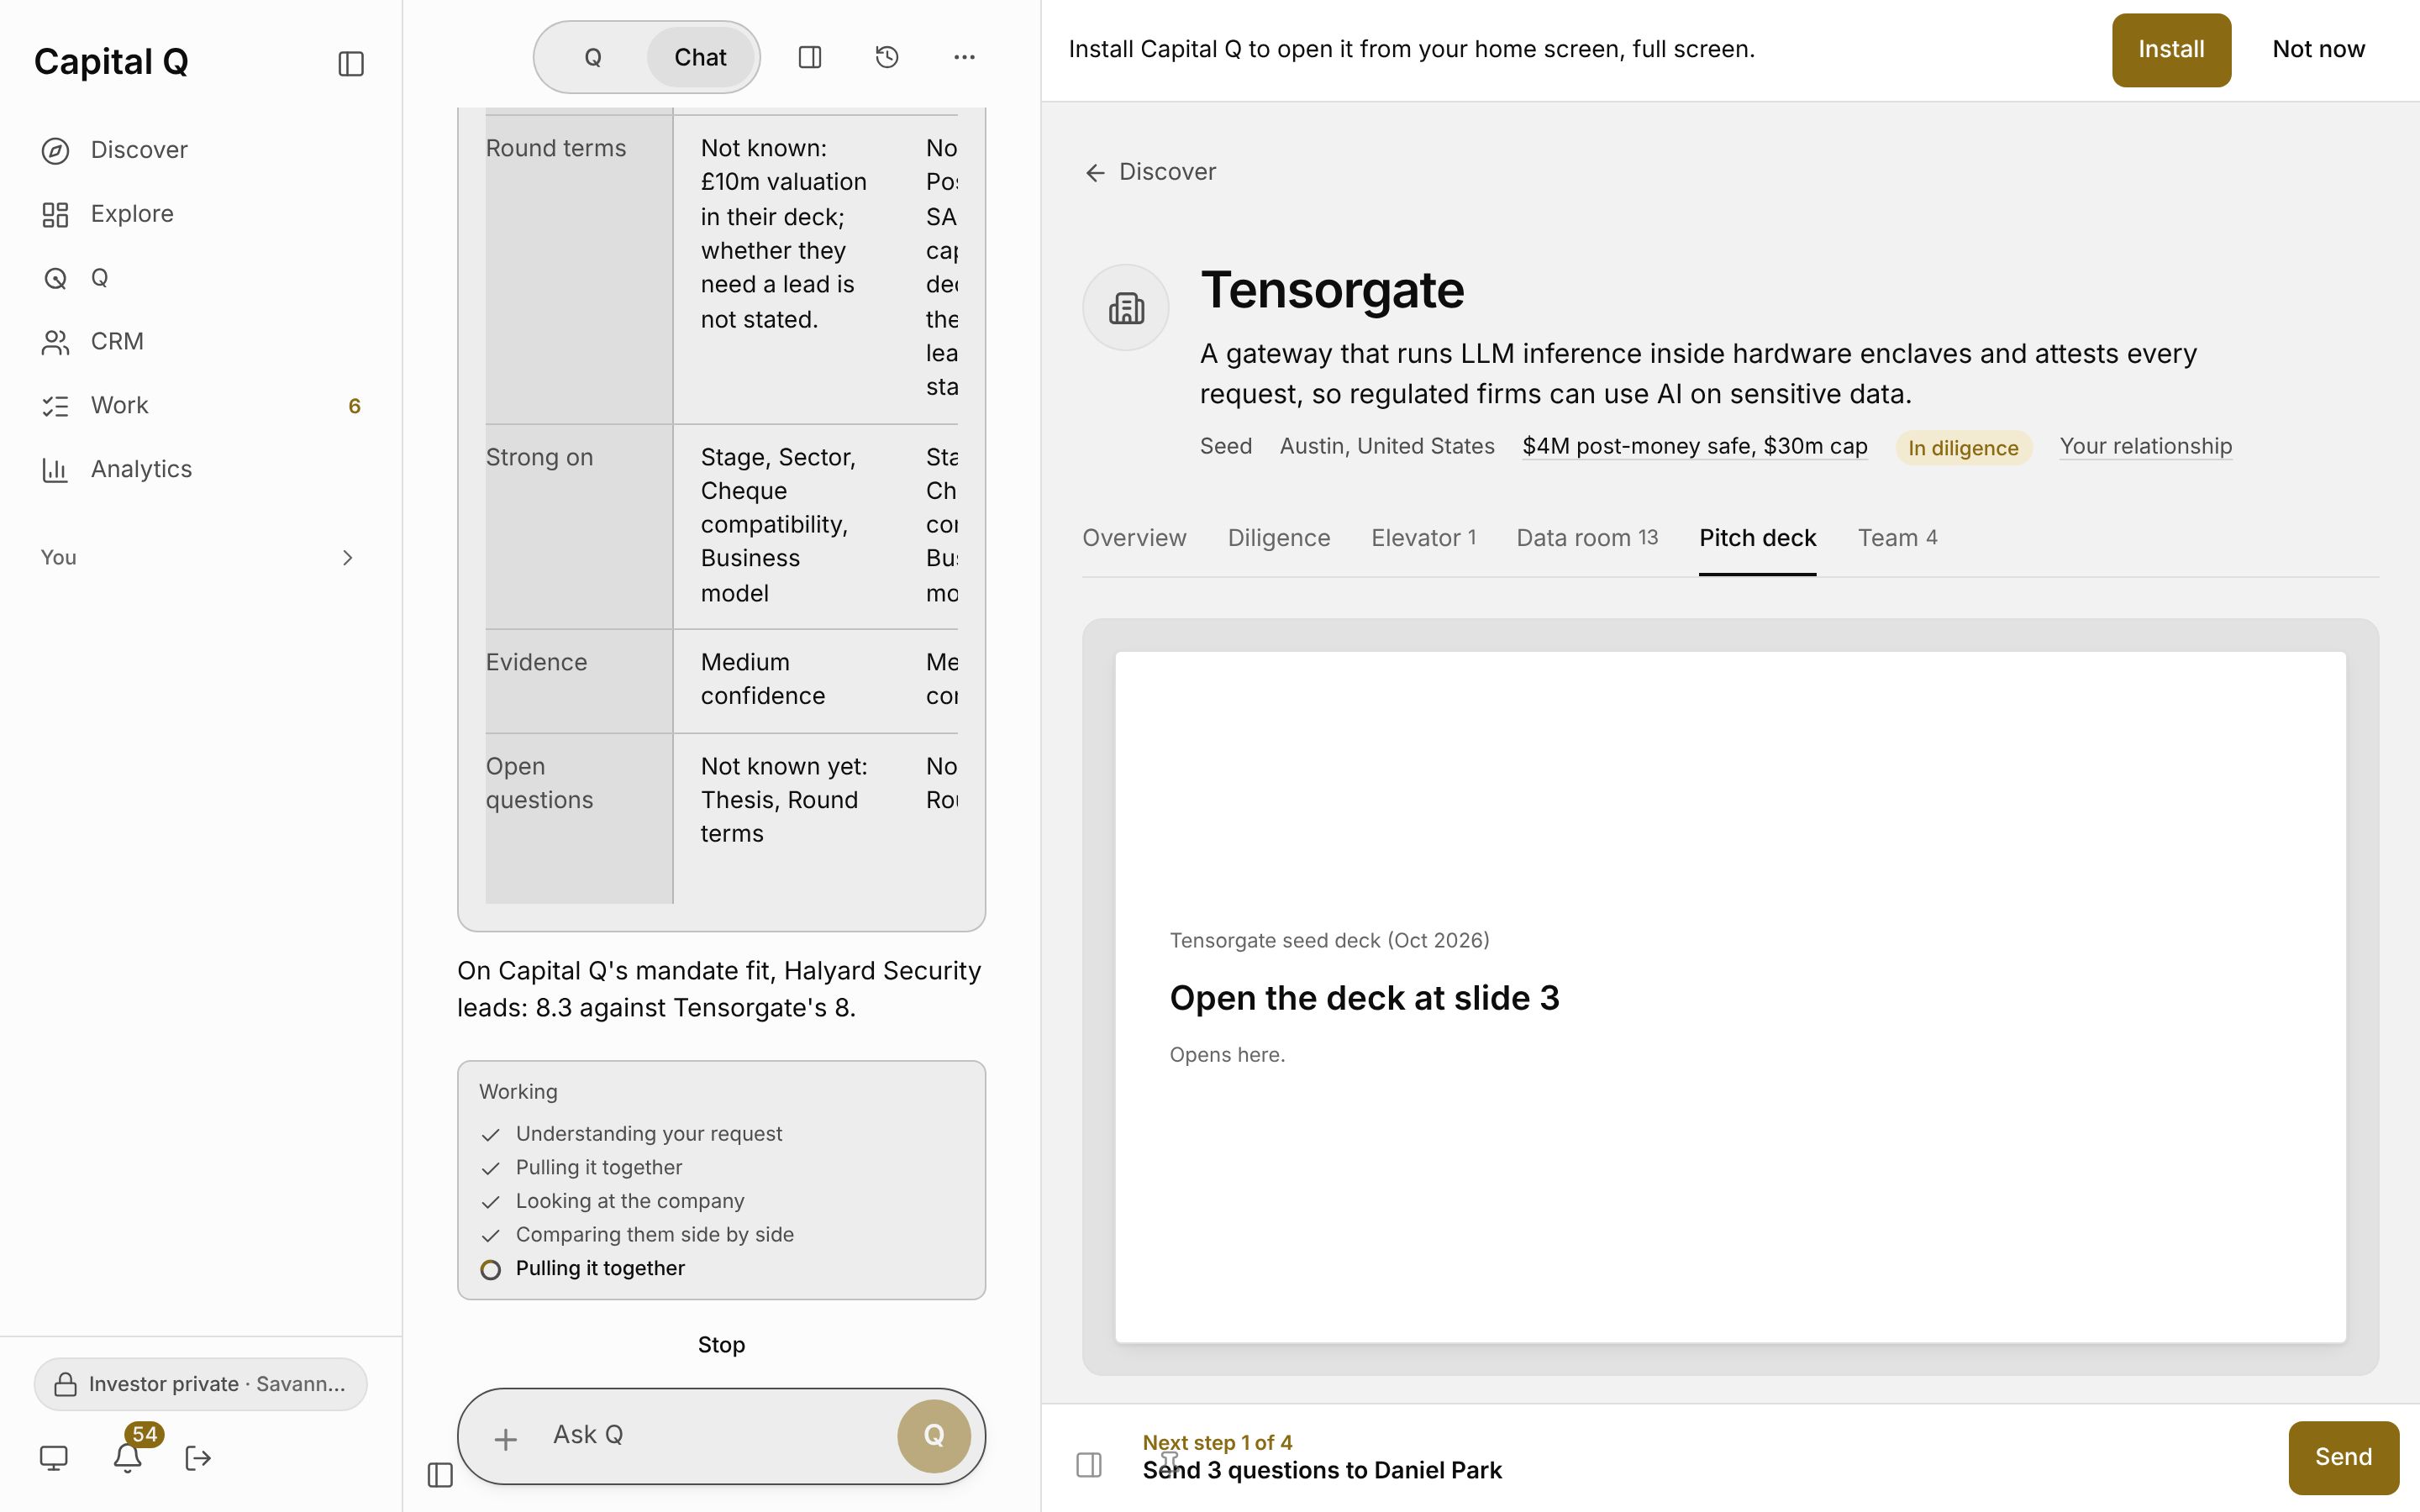 Capital Q
Discover
Explore
Q
CRM
Work 6
Analytics
You
Investor private · Savann...
54
Q Chat
Round terms
Not known:
£10m valuation
in their deck;
whether they
need a lead is
not stated.
Strong on
Stage, Sector,
Cheque
compatibility,
Business
model
Evidence
Medium
confidence
Open
questions
Not known yet:
Thesis, Round
terms
On Capital Q's mandate fit, Halyard Security
leads: 8.3 against Tensorgate's 8.
Working
Understanding your request
Pulling it together
Looking at the company
Comparing them side by side
Pulling it together
Stop
Ask Q
Q
Install Capital Q to open it from your home screen, full screen.
Install
Not now
Discover
Tensorgate
A gateway that runs LLM inference inside hardware enclaves and attests every
request, so regulated firms can use AI on sensitive data.
Seed Austin, United States $4M post-money safe, $30m cap In diligence Your relationship
Overview Diligence Elevator 1 Data room 13 Pitch deck Team 4
Tensorgate seed deck (Oct 2026)
Open the deck at slide 3
Opens here.
Next step 1 of 4
Send 3 questions to Daniel Park
Send